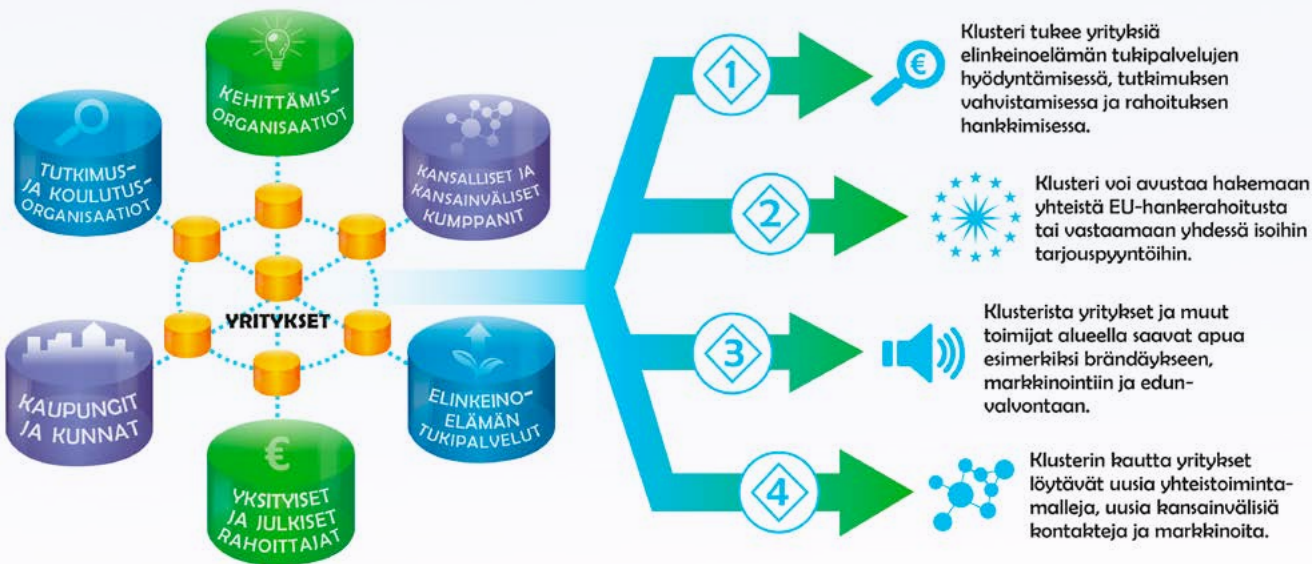 KEHITTÄMIS-
ORGANISAATIOT
TUTKIMUS-
JA KOULUTUS-
ORGANISAATIOT
KANSALLISET JA
KANSAINVÄLISET
KUMPPANIT
YRITYKSET
KAUPUNGIT
JA KUNNAT
ELINKEINO-
ELÄMÄN
TUKIPALVELUT
€
YKSITYISET
JA JULKISET
RAHOITTAJAT
1
€
Klusteri tukee yrityksiä
elinkeinoelämän tukipalvelujen
hyödyntämisessä, tutkimuksen
vahvistamisessa ja rahoituksen
hankkimisessa.
2
Klusteri voi avustaa hakemaan
yhteistä EU-hankerahoitusta
tai vastaamaan yhdessä isoihin
tarjouspyyntöihin.
3
Klusterista yritykset ja muut
toimijat alueella saavat apua
esimerkiksi brändäykseen,
markkinointiin ja edun-
valvontaan.
4
Klusterin kautta yritykset
löytävät uusia yhteistoiminta-
malleja, uusia kansainvälisiä
kontakteja ja markkinoita.